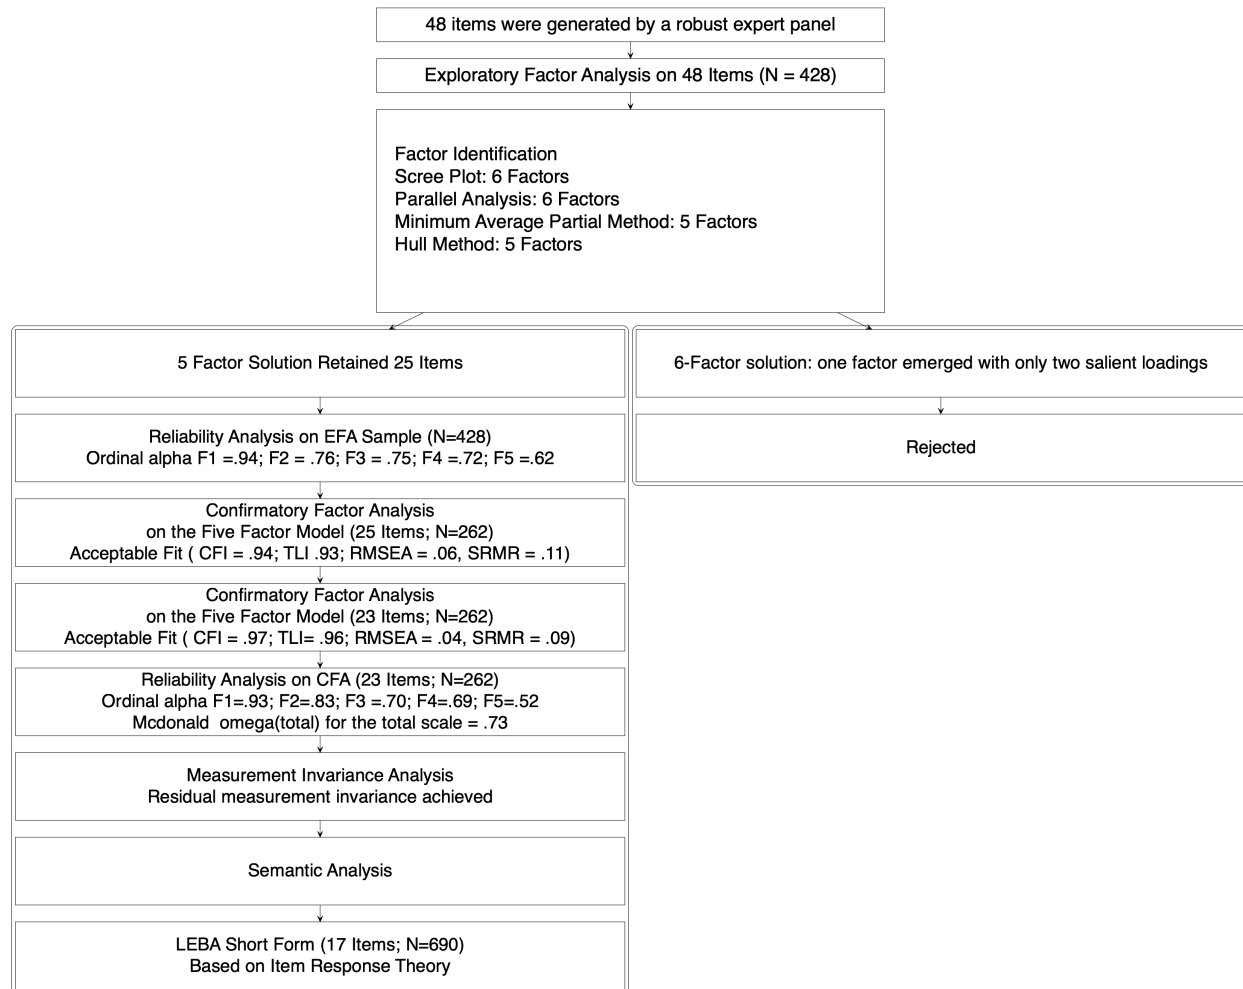 48 items were generated by a robust expert panel
Exploratory Factor Analysis on 48 Items (N = 428)
Factor Identification
Scree Plot: 6 Factors
Parallel Analysis: 6 Factors
Minimum Average Partial Method: 5 Factors
Hull Method: 5 Factors
5 Factor Solution Retained 25 Items
Reliability Analysis on EFA Sample (N=428)
Ordinal alpha F1 =.94; F2 = .76; F3 = .75; F4 =.72; F5 =.62
Confirmatory Factor Analysis
on the Five Factor Model (25 Items; N=262)
Acceptable Fit ( CFI = .94; TLI .93; RMSEA = .06, SRMR = .11)
Confirmatory Factor Analysis
on the Five Factor Model (23 Items; N=262)
Acceptable Fit ( CFI = .97; TLI= .96; RMSEA = .04, SRMR = .09)
Reliability Analysis on CFA (23 Items; N=262)
Ordinal alpha F1=.93; F2=.83; F3 =.70; F4=.69; F5=.52
Mcdonald  omega(total) for the total scale = .73
Measurement Invariance Analysis
Residual measurement invariance achieved
Semantic Analysis
LEBA Short Form (17 Items; N=690)
Based on Item Response Theory
6-Factor solution: one factor emerged with only two salient loadings
Rejected